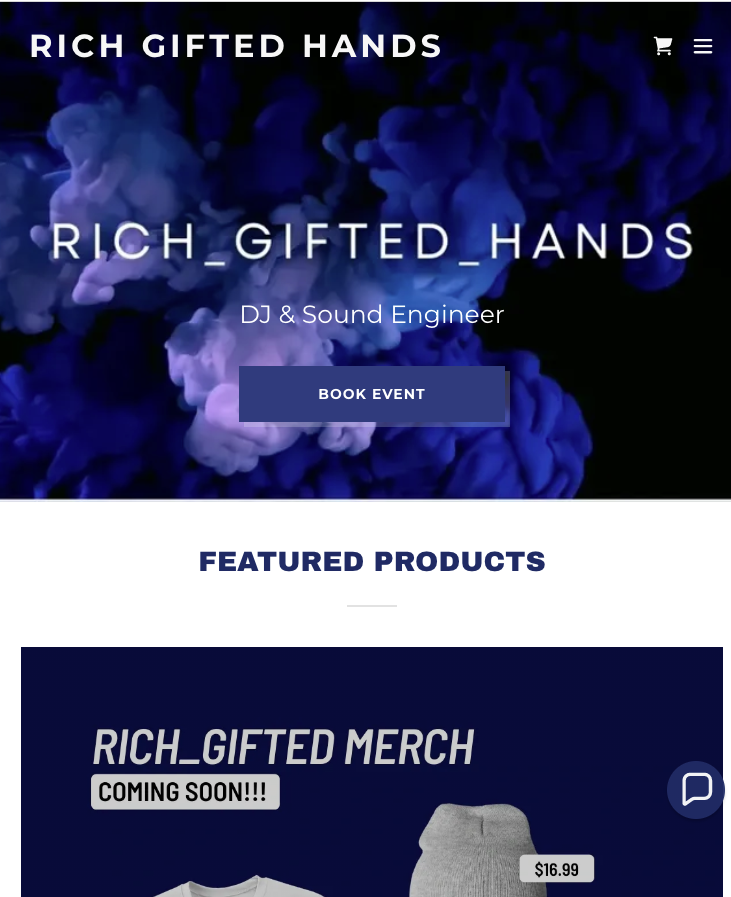 RICH GIFTED HANDS
RICH_GIFTED_HANDS
DJ & Sound Engineer
BOOK EVENT
FEATURED PRODUCTS
RICH_GIFTED MERCH
COMING SOON!!!
$16.99